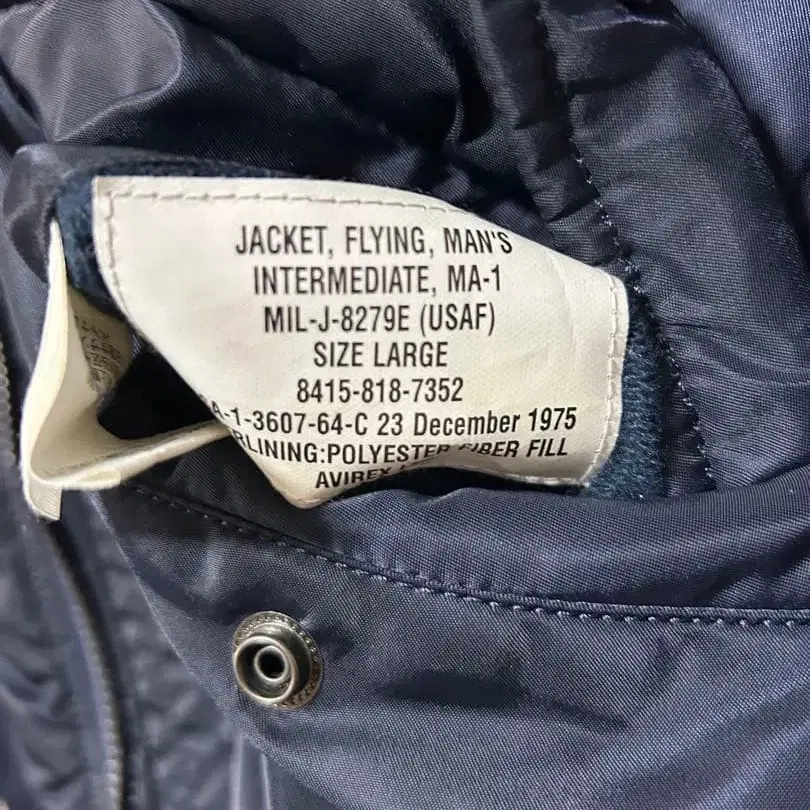 JACKET, FLYING, MAN'S
INTERMEDIATE, MA-1
MIL-J-8279E (USAF)
SIZE LARGE
8415-818-7352
A-1-3607-64-C 23 December 1975
RLINING:POLYESTER FIBER FILL
AVIREX